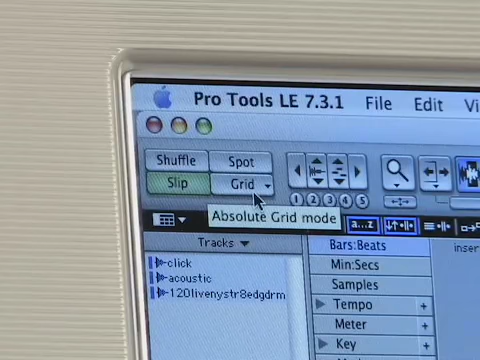 Pro Tools LE 7.3.1 File Edit
Shuffle Spot
Slip Grid
1 2 3 4 5
Absolute Grid mode
a...z
Tracks
click
acoustic
120livenystr8edgdrm
Bars:Beats
Min:Secs
Samples
Tempo +
Meter +
Key +
inser